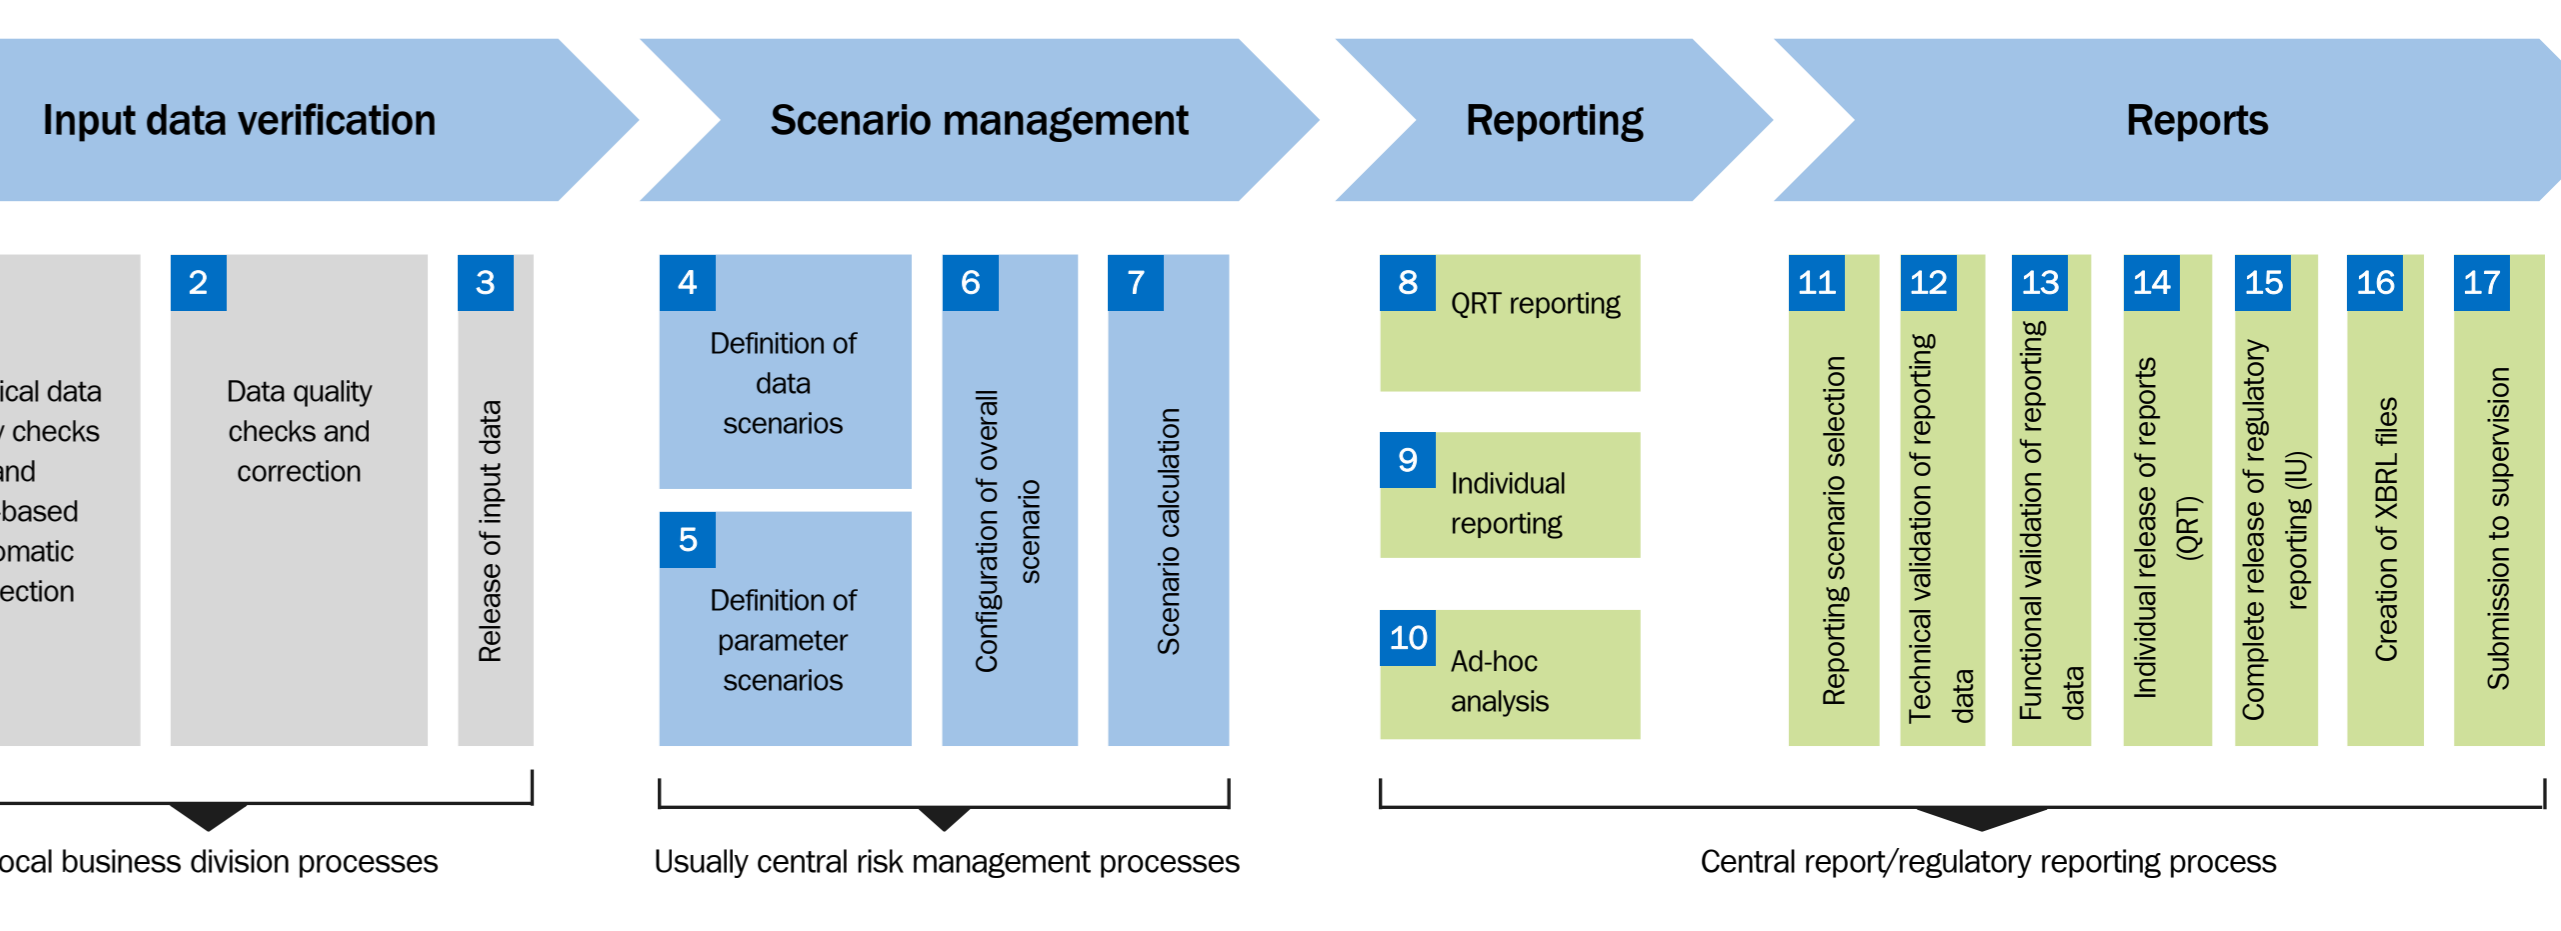 Input data verification
Scenario management
Reporting
Reports
ical data
checks
and
based
2
Data quality
checks and
correction
3
Release of input data
4
Definition of
data
scenarios
5
Definition of
parameter
scenarios
6
Configuration of overall
scenario
7
Scenario calculation
8
QRT reporting
9
Individual
reporting
10
Ad-hoc
analysis
11
Reporting scenario selection
12
Technical validation of reporting
data
13
Functional validation of reporting
data
14
Individual release of reports
(QRT)
15
Complete release of regulatory
reporting (IU)
16
Creation of XBRL files
17
Submission to supervision
business division processes
Usually central risk management processes
Central report/regulatory reporting process